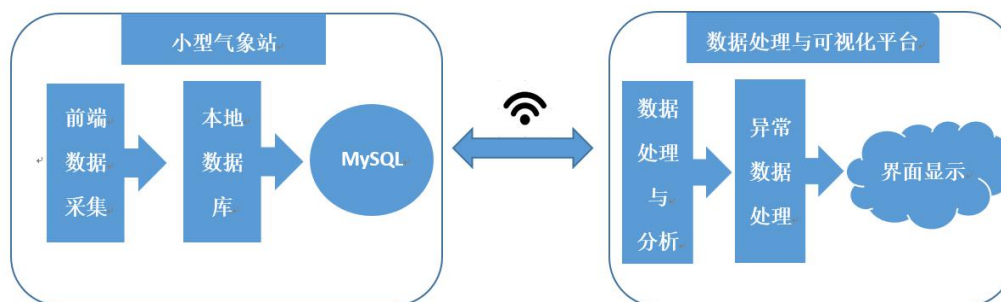 小型气象站
数据处理与可视化平台
前端
数据
采集
本地
数据
库
MySQL
数据
处理
与
分析
异常
数据
处理
界面显示